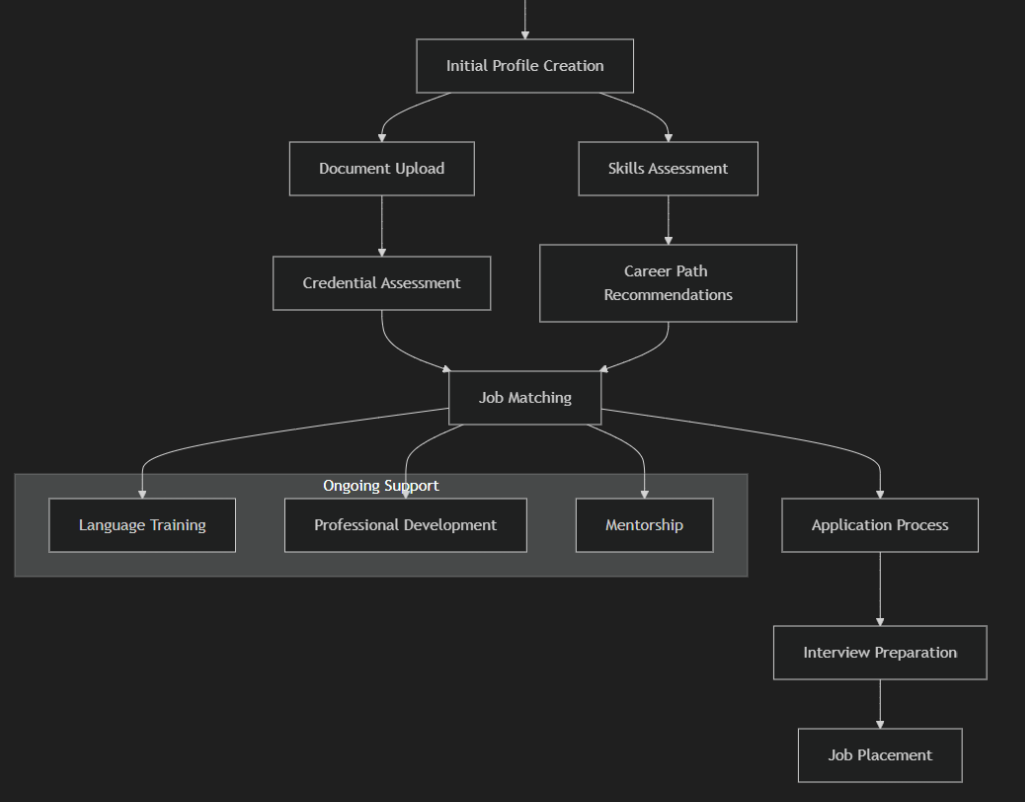 Initial Profile Creation
Document Upload
Skills Assessment
Credential Assessment
Career Path
Recommendations
Job Matching
Ongoing Support
Language Training
Professional Development
Mentorship
Application Process
Interview Preparation
Job Placement